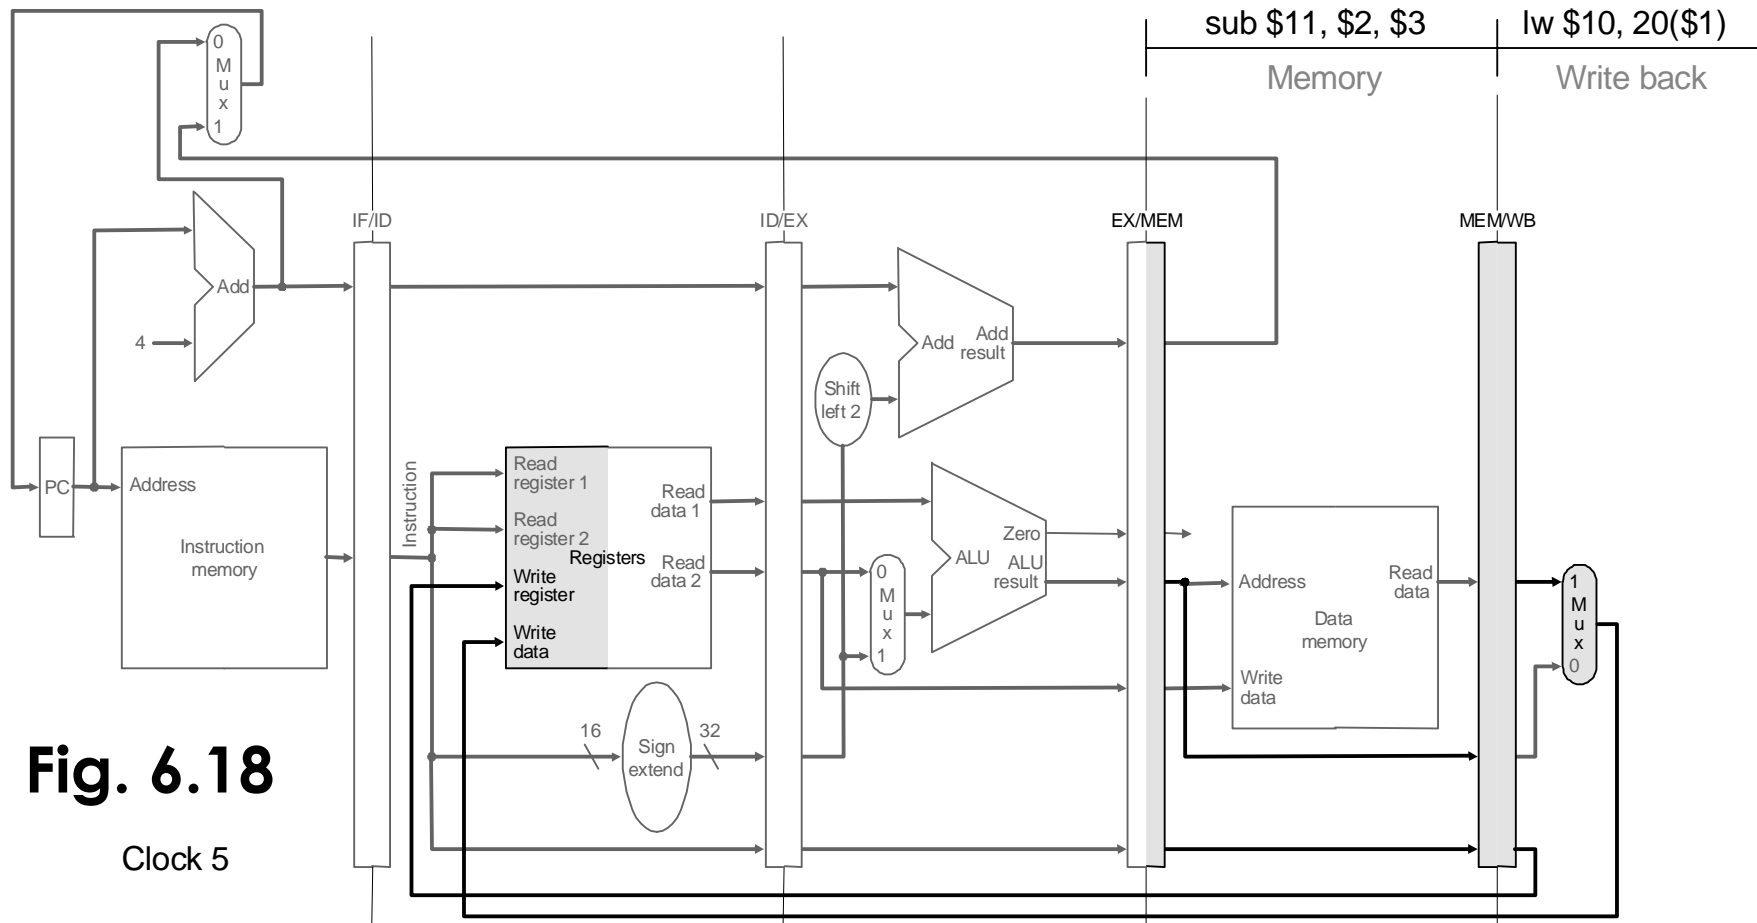 sub $11, $2, $3
lw $10, 20($1)
Memory
Write back
0
M
u
x
1
IF/ID
ID/EX
EX/MEM
MEM/WB
Add
4
Add
Add
result
Shift
left 2
PC
Address
Instruction
memory
Instruction
Read
register 1
Read
register 2
Registers
Write
register
Write
data
Read
data 1
Read
data 2
0
M
u
x
1
Zero
ALU
ALU
result
Address
Read
data
Data
memory
Write
data
1
M
u
x
0
16
Sign
extend
32
Fig. 6.18
Clock 5